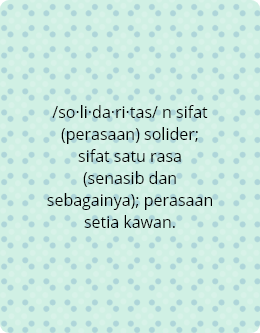 /so·li·da·ri·tas/ n sifat
(perasaan) solider;
sifat satu rasa
(senasib dan
sebagainya); perasaan
setia kawan.